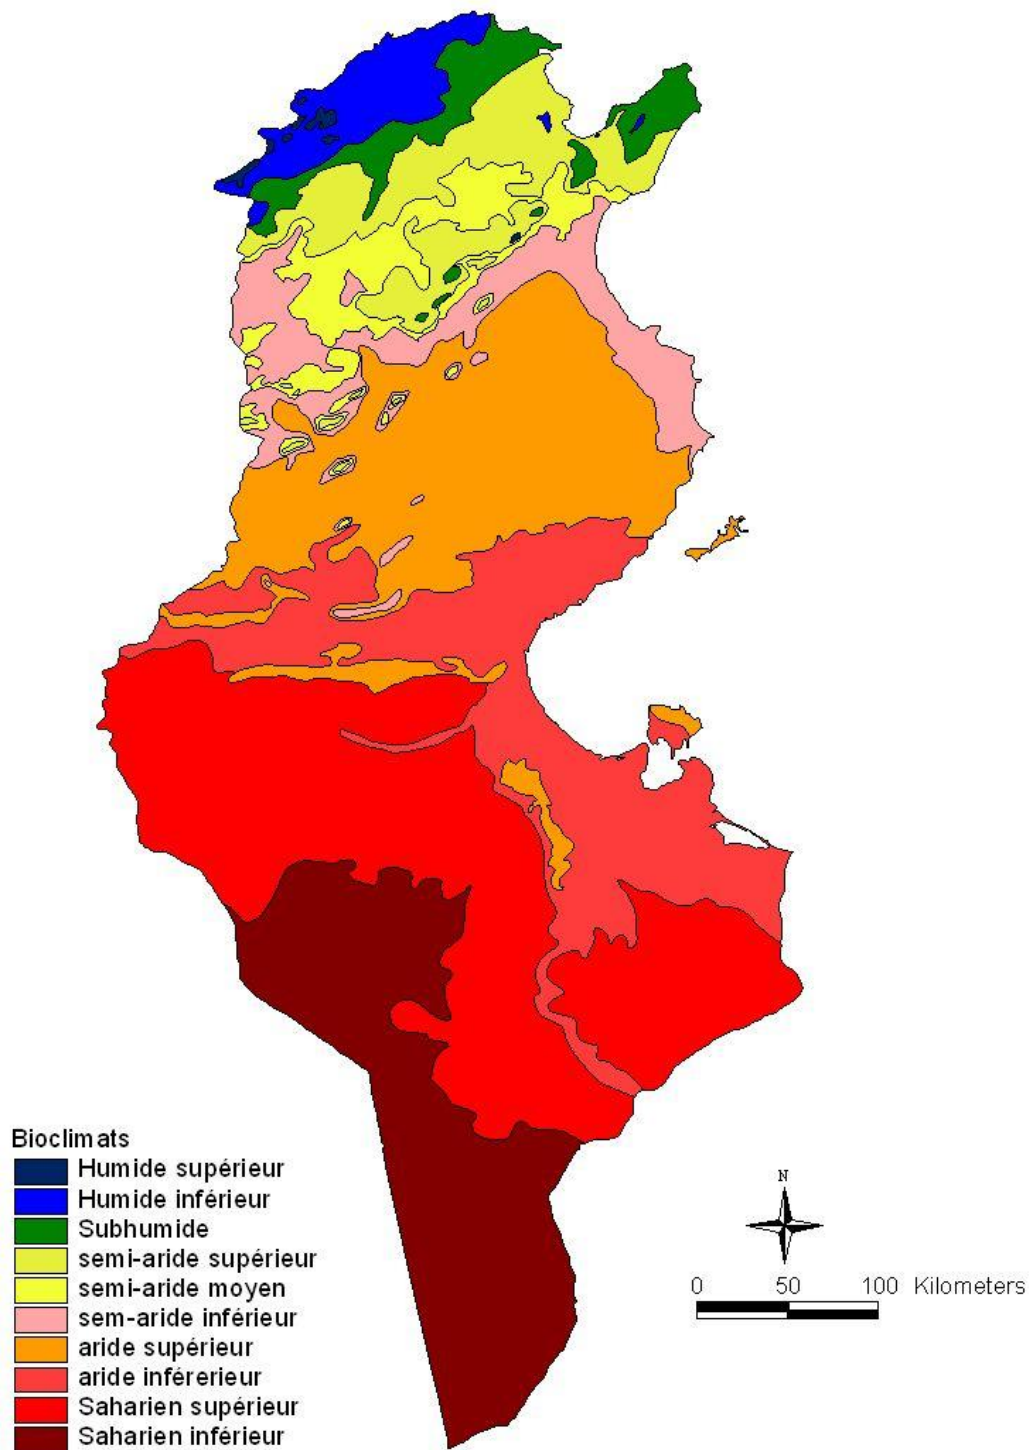 Bioclimats
Humide supérieur
Humide inférieur
Subhumide
semi-aride supérieur
semi-aride moyen
sem-aride inférieur
aride supérieur
aride inférerieur
Saharien supérieur
Saharien inférieur
N
0 50 100 Kilometers